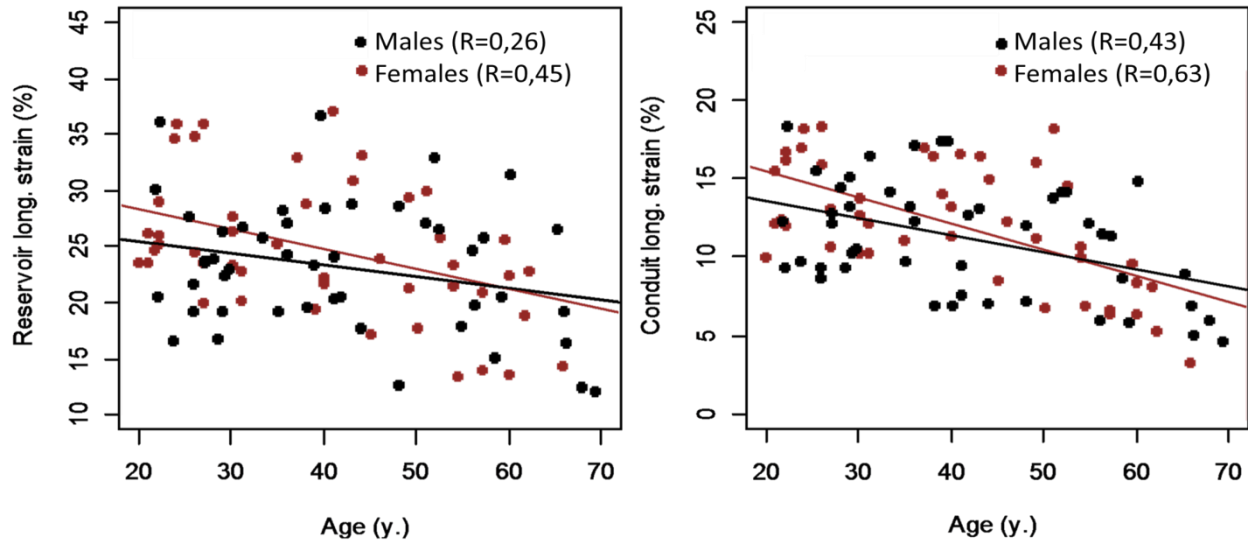 Reservoir long. strain (%)
45
40
35
30
25
20
15
10
Males (R=0,26)
Females (R=0,45)
20 30 40 50 60 70
Age (y.)
Conduit long. strain (%)
25
20
15
10
5
0
Males (R=0,43)
Females (R=0,63)
20 30 40 50 60 70
Age (y.)